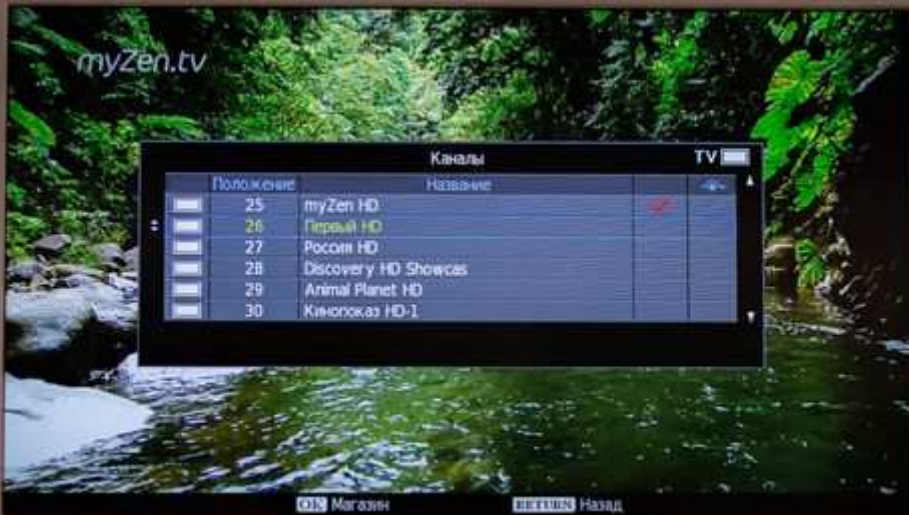 myZen.tv
Каналы TV
Положение Название
25 myZen HD
26 Первый HD
27 Россия HD
28 Discovery HD Showcas
29 Animal Planet HD
30 Кинопоказ HD-1
OK Магазин RETURN Назад